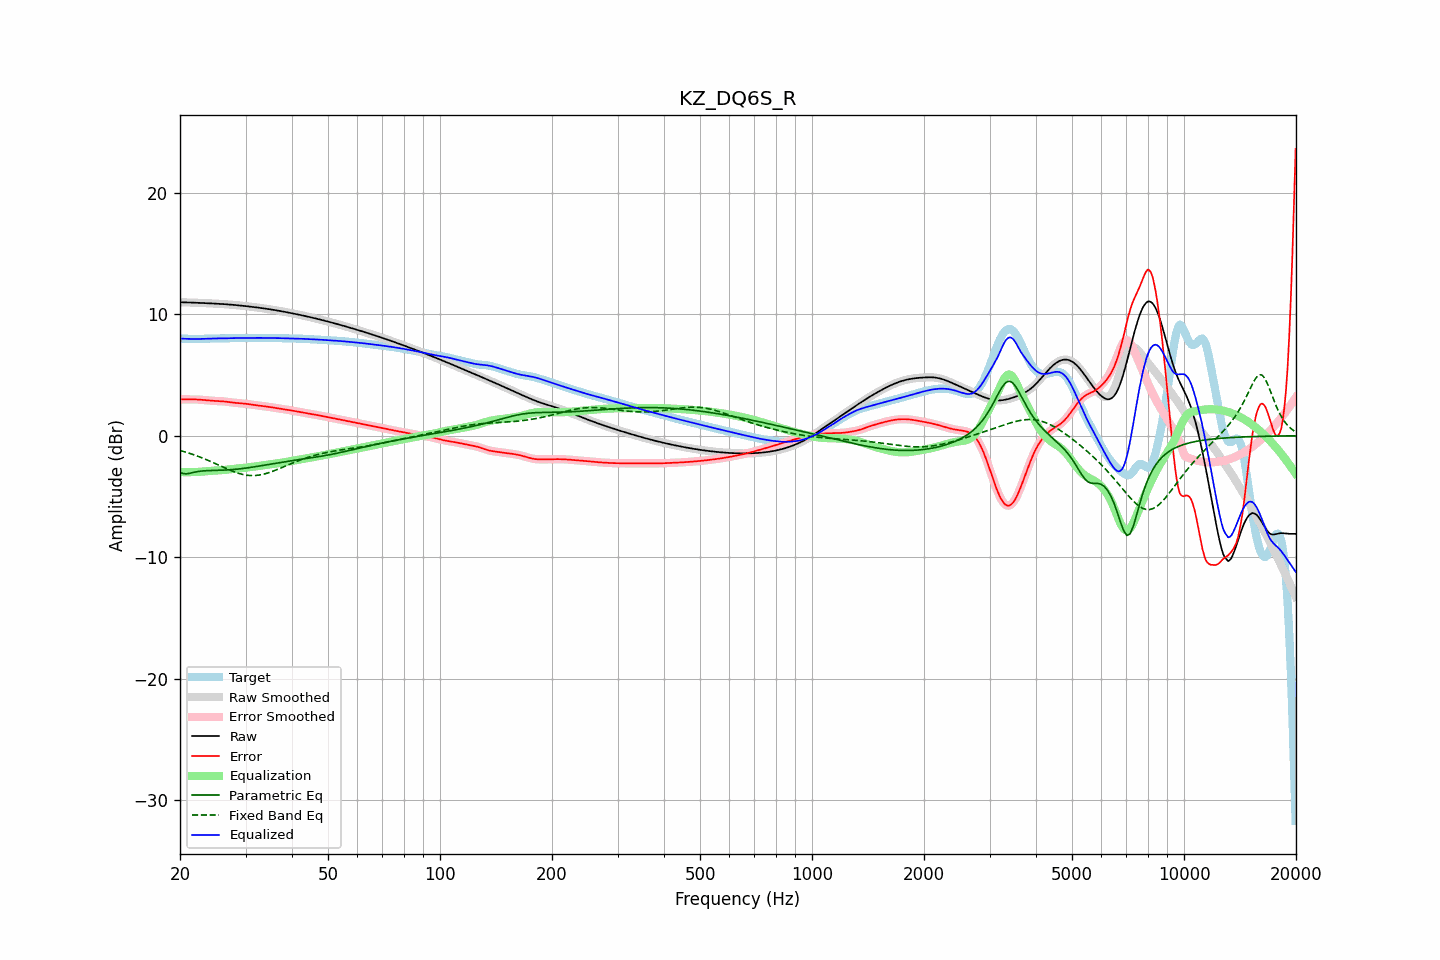 KZ_DQ6S_R
Amplitude (dBr)
20
10
0
−10
−20
−30
Target
Raw Smoothed
Error Smoothed
Raw
Error
Equalization
Parametric Eq
Fixed Band Eq
Equalized
20 50 100 200 500 1000 2000 5000 10000 20000
Frequency (Hz)